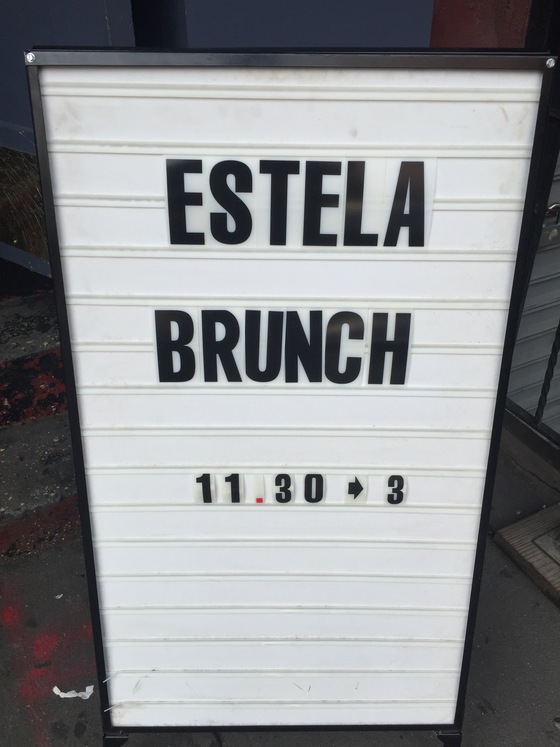 ESTELA
BRUNCH
11.30 → 3